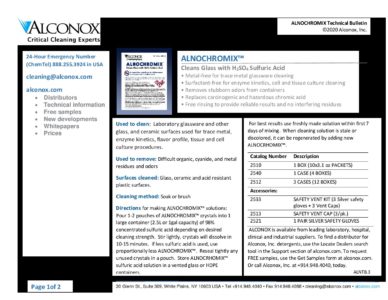 ALCONOX
Critical Cleaning Experts
ALNOCHROMIX Technical Bulletin
©2020 Alconox, Inc.
24-Hour Emergency Number
(ChemTel) 888.255.3924 in USA
cleaning@alconox.com
alconox.com
• Distributors
• Technical information
• Free samples
• New developments
• Whitepapers
• Prices
ALNOCHROMIX
ALNOCHROMIX™
Cleans Glass with H2SO4 Sulfuric Acid
• Metal-free for trace metal glassware cleaning
• Surfactant-free for enzyme kinetics, cell and tissue culture cleaning
• Removes stubborn odors from containers
• Replaces carcinogenic and hazardous chromic acid
• Free rinsing to provide reliable results and no interfering residues
Used to clean: Laboratory glassware and other
glass, and ceramic surfaces used for trace metal,
enzyme kinetics, flavor profile, tissue and cell
culture procedures.
Used to remove: Difficult organic, cyanide, and metal
residues and odors
Surfaces cleaned: Glass, ceramic and acid resistant
plastic surfaces.
Cleaning method: Soak or brush
Directions for making ALNOCHROMIX™ solutions:
Pour 1-2 pouches of ALNOCHROMIX™ crystals into 1
large container (2.5L or 1gal capacity) of 96%
concentrated sulfuric acid depending on desired
cleaning strength. Stir lightly, crystals will dissolve in
10-15 minutes. If less sulfuric acid is used, use
proportionally less ALNOCHROMIX™. Reseal tightly any
unused crystals in a pouch. Store ALNOCHROMIX™
sulfuric acid solution in a vented glass or HDPE
containers.
For best results use freshly made solution within first 7
days of mixing. When cleaning solution is stale or
discolored, it can be regenerated by adding new
ALNOCHROMIX™.
Catalog Number Description
2510 1 BOX (10x3.1 oz PACKETS)
2540 1 CASE (4 BOXES)
2512 3 CASES (12 BOXES)
Accessories:
2533 SAFETY VENT KIT (3 Silver safety
gloves + 3 Vent Caps)
2513 SAFETY VENT CAP (3/pk.)
2521 1 PAIR SILVER SAFETY GLOVES
ALCONOX is available from leading laboratory, hospital,
clinical and industrial suppliers. To find a distributor for
Alconox, Inc. detergents, use the Locate Dealers search
tool in the Support section of alconox.com. To request
FREE samples, use the Get Samples form at alconox.com.
Or call Alconox, Inc. at +914.948.4040, today.
Page 1of 2
30 Glenn St., Suite 309, White Plains, NY 10603 USA • Tel +914.948.4040 • Fax 914.948.4088 • cleaning@alconox.com • alconox.com